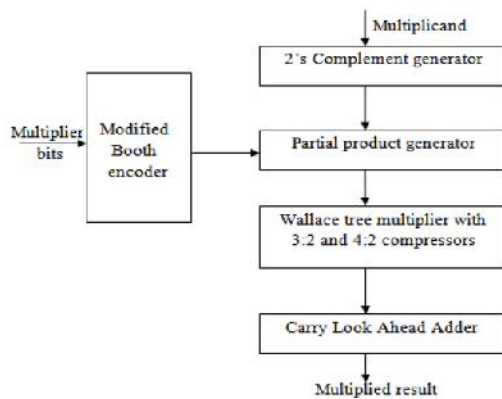 Multiplicand
2's Complement generator
Multiplier
bits
Modified
Booth
encoder
Partial product generator
Wallace tree multiplier with
3:2 and 4:2 compressors
Carry Look Ahead Adder
Multiplied result